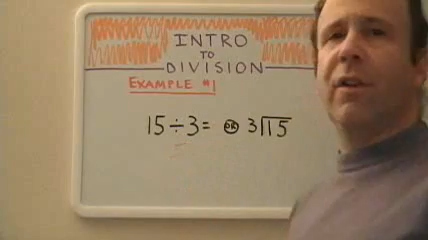 INTRO
TO
DIVISION
EXAMPLE #1
15÷3= OR 3⟌15